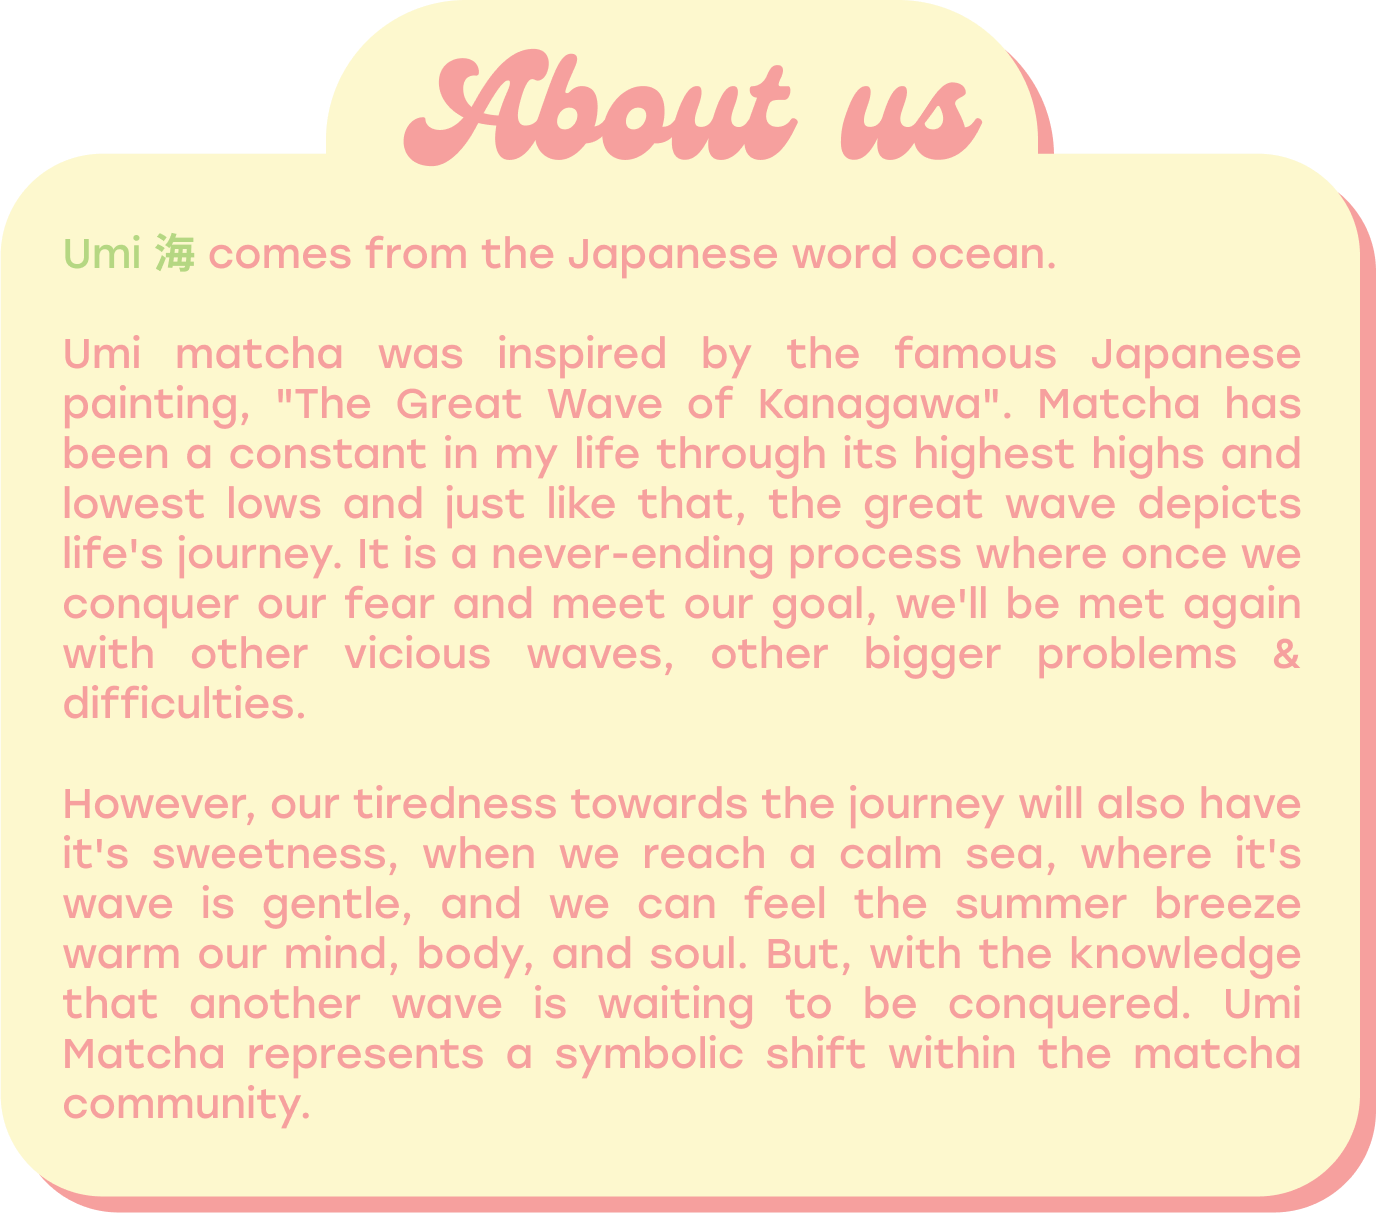 About us
Umi 海 comes from the Japanese word ocean.
Umi matcha was inspired by the famous Japanese
painting, "The Great Wave of Kanagawa". Matcha has
been a constant in my life through its highest highs and
lowest lows and just like that, the great wave depicts
life's journey. It is a never-ending process where once we
conquer our fear and meet our goal, we'll be met again
with other vicious waves, other bigger problems &
difficulties.
However, our tiredness towards the journey will also have
it's sweetness, when we reach a calm sea, where it's
wave is gentle, and we can feel the summer breeze
warm our mind, body, and soul. But, with the knowledge
that another wave is waiting to be conquered. Umi
Matcha represents a symbolic shift within the matcha
community.